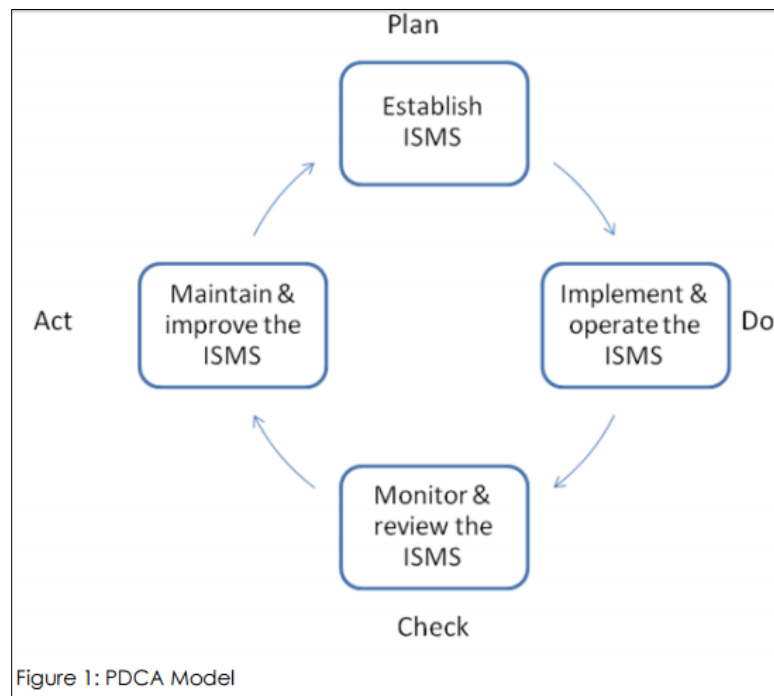 Plan
Establish
ISMS
Act
Maintain &
improve the
ISMS
Implement &
operate the
ISMS
Do
Monitor &
review the
ISMS
Check
Figure 1: PDCA Model